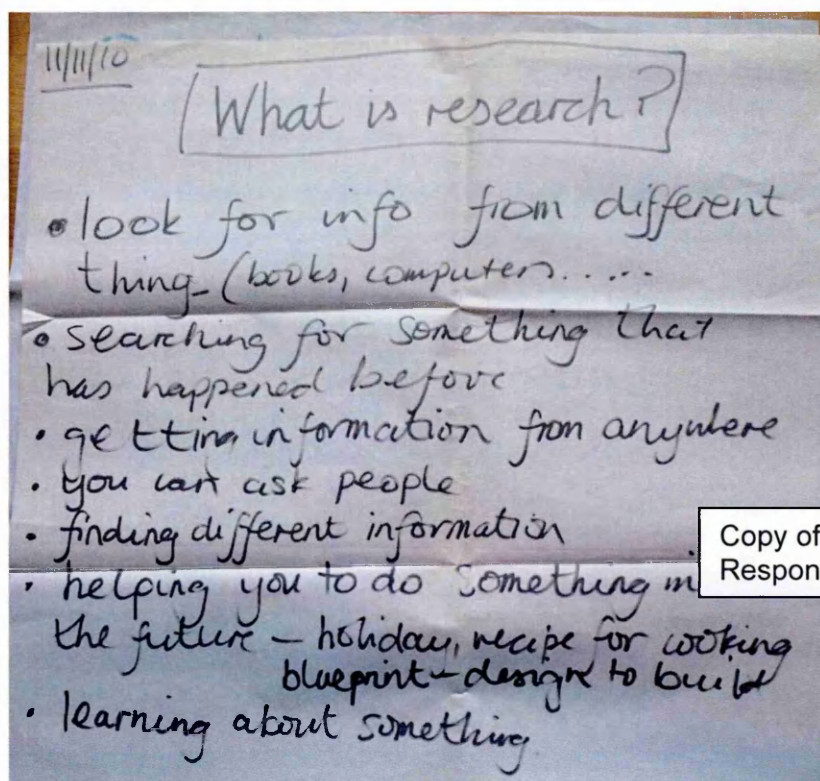 11/11/10
What is research?
• look for info from different
thing_ (books, computers.....
• searching for something that
has happened before
• getting information from anywhere
• you can ask people
• finding different information
• helping you to do something in
the future – holiday, recipe for cooking
blueprint – designs to build
• learning about something
Copy of
Respon